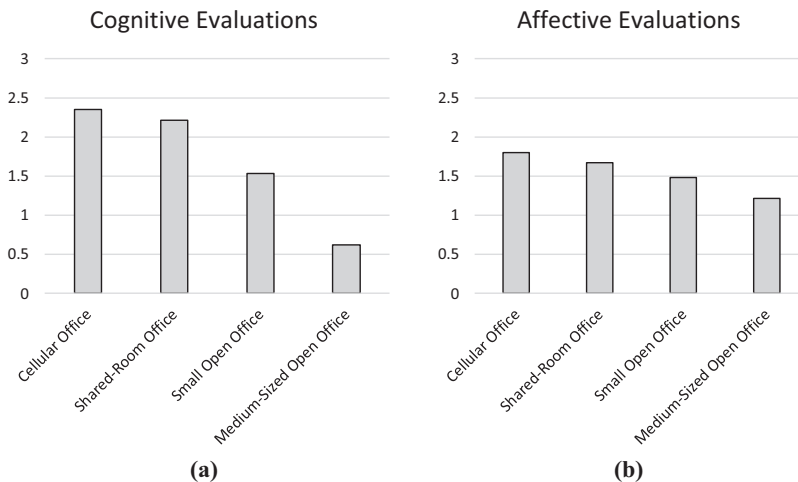 Cognitive Evaluations
3
2.5
2
1.5
1
0.5
0
Cellular Office
Shared-Room Office
Small Open Office
Medium-Sized Open Office
(a)
Affective Evaluations
3
2.5
2
1.5
1
0.5
0
Cellular Office
Shared-Room Office
Small Open Office
Medium-Sized Open Office
(b)